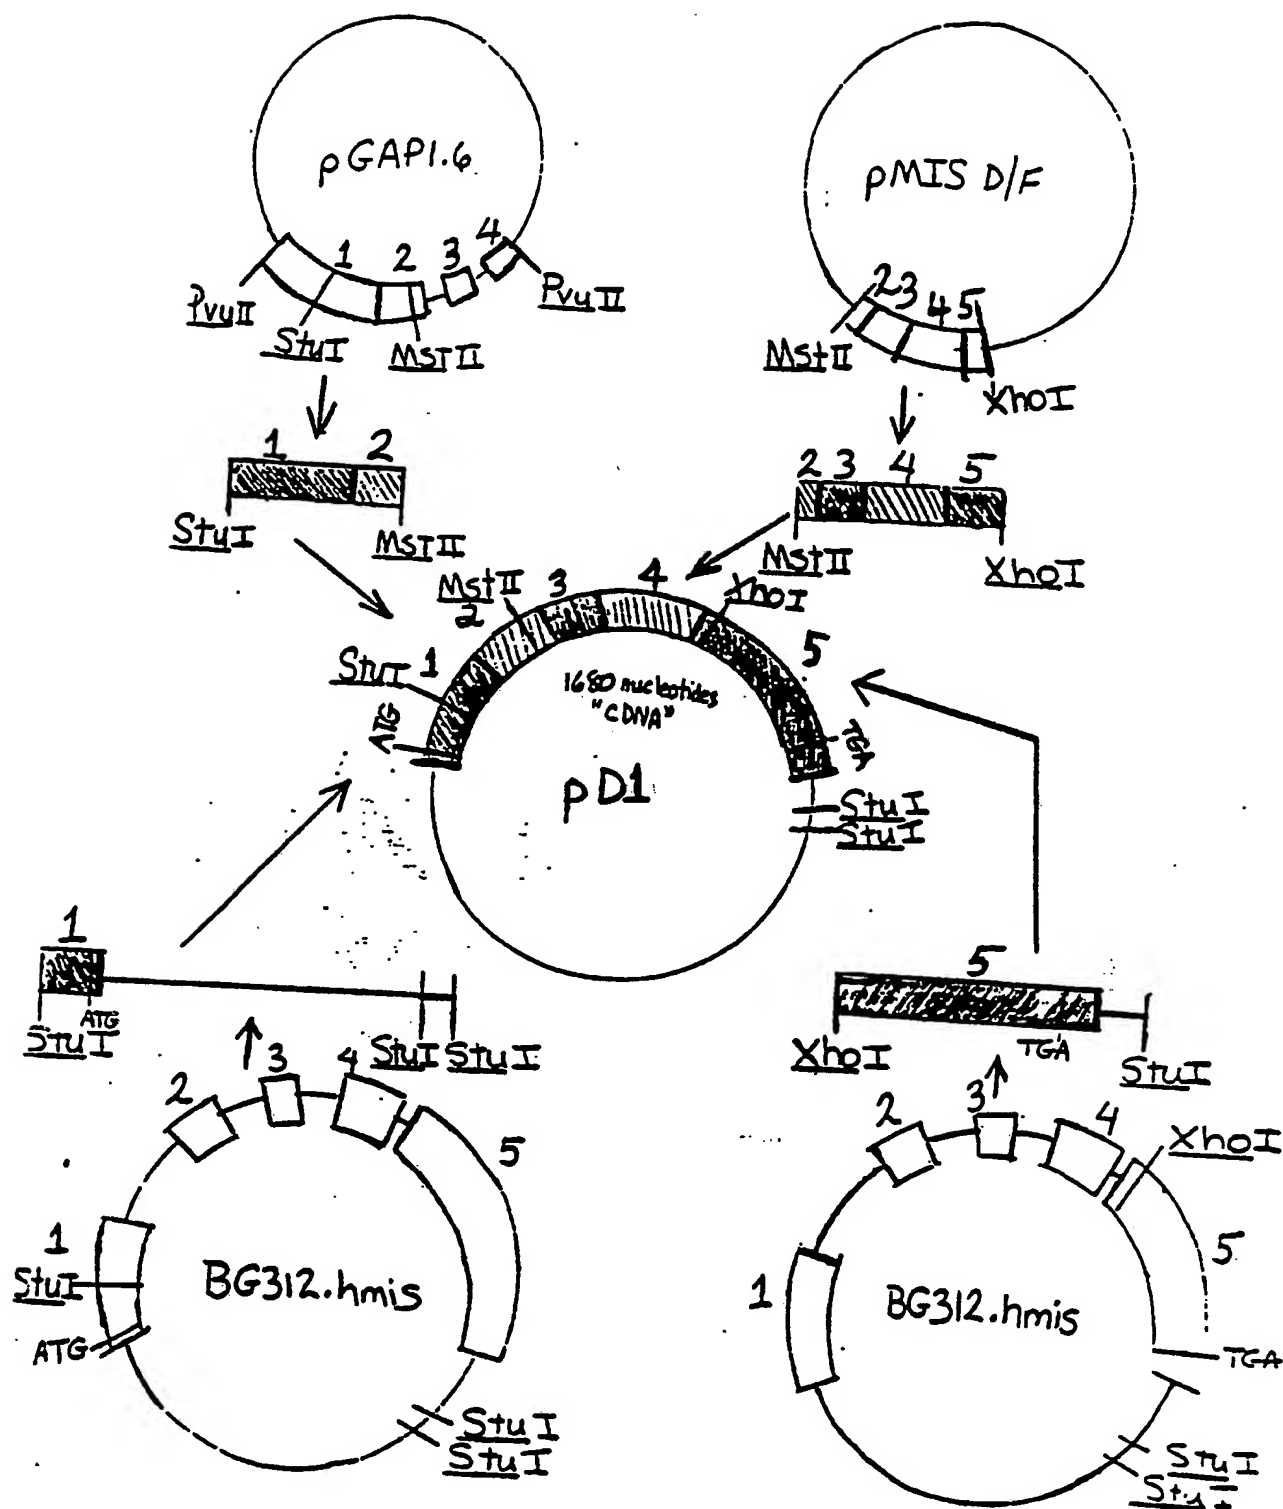 pGAP1.6
pMIS D/F
1 2 3 4
PvuII
StuI
MstII
PvuII
2 3 4 5
MstII
XhoI
1 2
StuI
MstII
2 3 4 5
MstII
XhoI
MstII
2 3 4
XhoI
StuI 1
5
ATG
1680 nucleotides
"CDNA"
TGA
pD1
StuI
StuI
1
ATG
StuI
StuI StuI
5
TGA
XhoI
StuI
2 3 4
5
1
StuI
ATG
BG312.hmis
StuI
StuI
2 3 4
XhoI
5
1
BG312.hmis
TGA
StuI
StuI